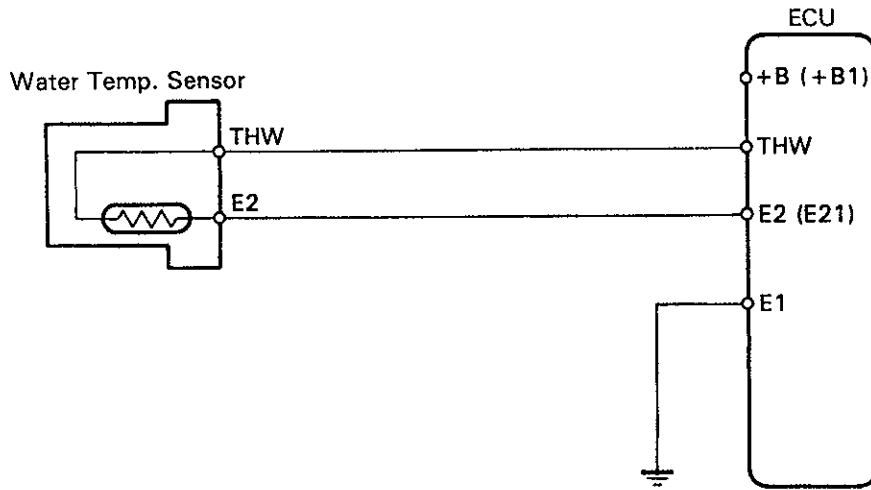 ECU
Water Temp. Sensor
+B (+B1)
THW
THW
E2
E2 (E21)
E1